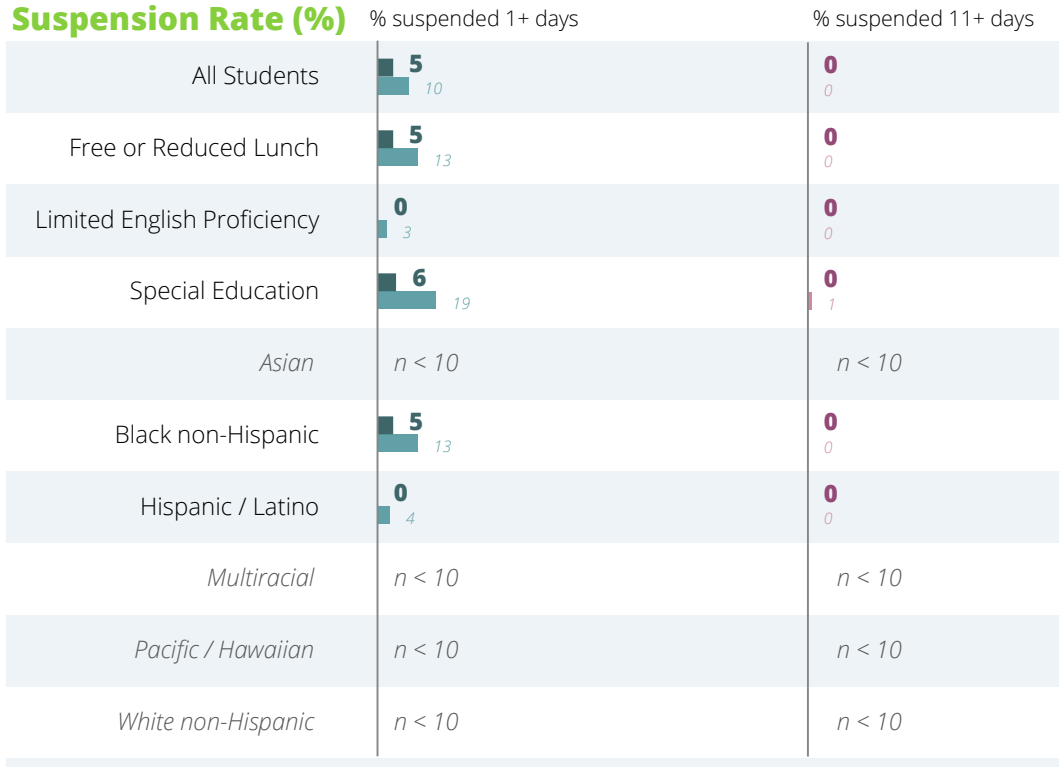 Suspension Rate (%) % suspended 1+ days % suspended 11+ days
All Students 5 0
10 0
Free or Reduced Lunch 5 0
13 0
Limited English Proficiency 0 0
3 0
Special Education 6 0
19 1
Asian n < 10 n < 10
Black non-Hispanic 5 0
13 0
Hispanic / Latino 0 0
4 0
Multiracial n < 10 n < 10
Pacific / Hawaiian n < 10 n < 10
White non-Hispanic n < 10 n < 10